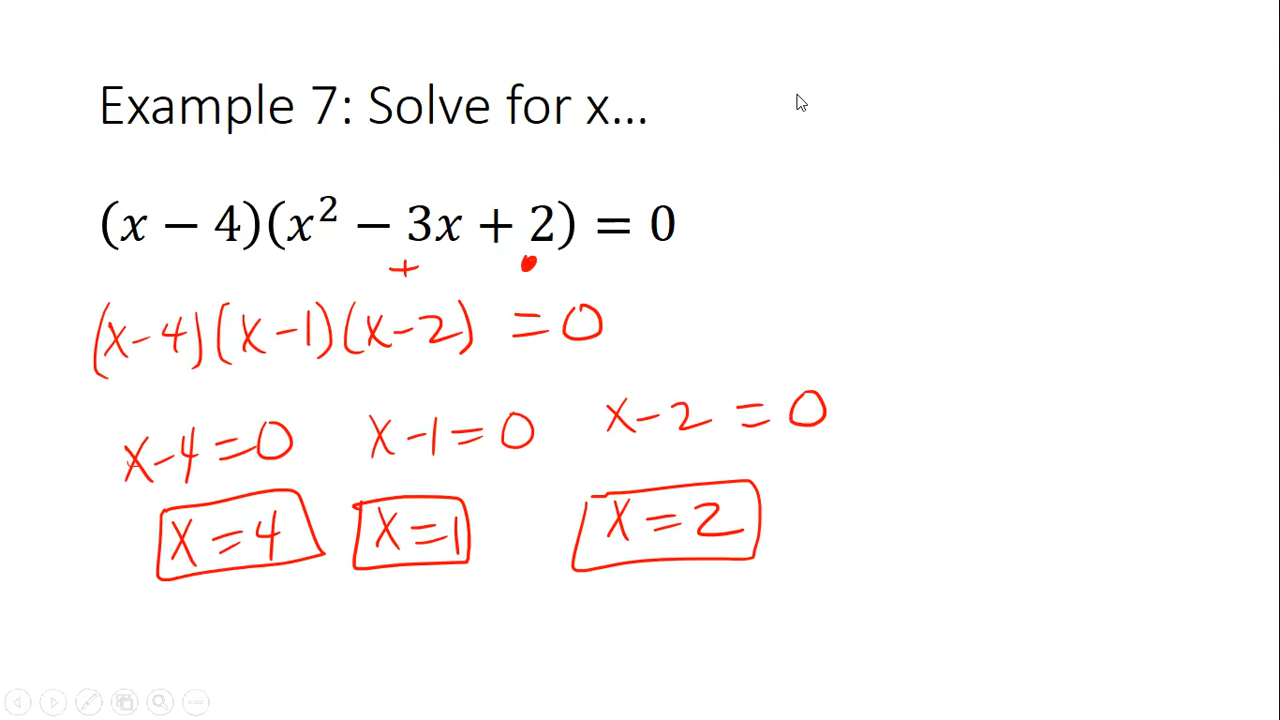 Example 7: Solve for x...
(x − 4)(x² − 3x + 2) = 0
+ •
(x-4)(x-1)(x-2) = 0
x-4=0 x-1=0 x-2=0
x=4 x=1 x=2